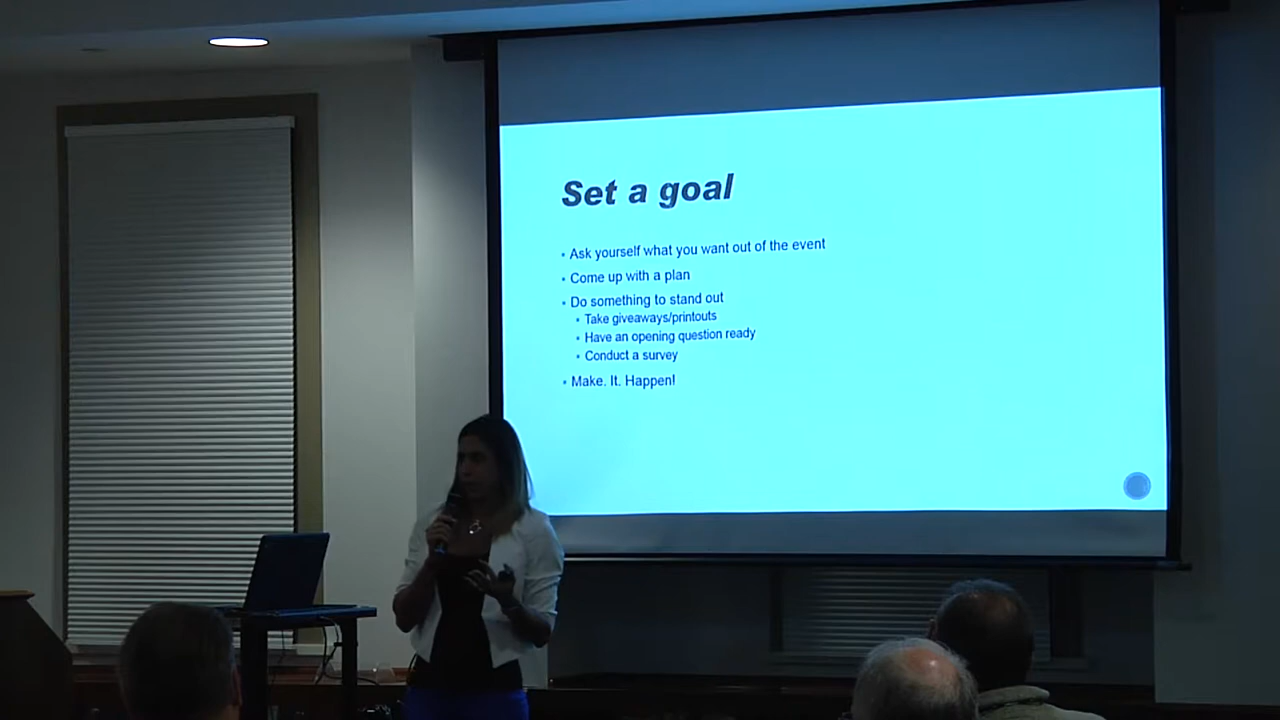 Set a goal
• Ask yourself what you want out of the event
• Come up with a plan
• Do something to stand out
• Take giveaways/printouts
• Have an opening question ready
• Conduct a survey
• Make. It. Happen!